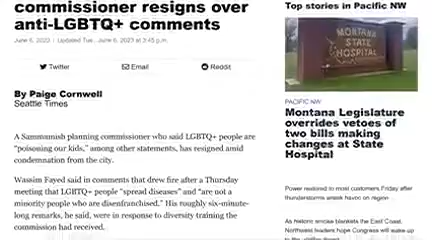 commissioner resigns over
anti-LGBTQ+ comments
June 6, 2023 | Updated Tue., June 6, 2023 at 3:45 p.m.
Twitter
Email
Reddit
By Paige Cornwell
Seattle Times
A Sammamish planning commissioner who said LGBTQ+ people are
“poisoning our kids,” among other statements, has resigned amid
condemnation from the city.
Wassim Fayed said in comments that drew fire after a Thursday
meeting that LGBTQ+ people “spread diseases” and “are not a
minority people who are disenfranchised.” His roughly six-minute-
long remarks, he said, were in response to diversity training the
commission had received.
Top stories in Pacific NW
MONTANA
STATE
HOSPITAL
PACIFIC NW
Montana Legislature
overrides vetoes of
two bills making
changes at State
Hospital
Power restored to most customers Friday after
thunderstorms wreak havoc on region
As historic smoke blankets the East Coast,
Northwest leaders hope Congress will wake up